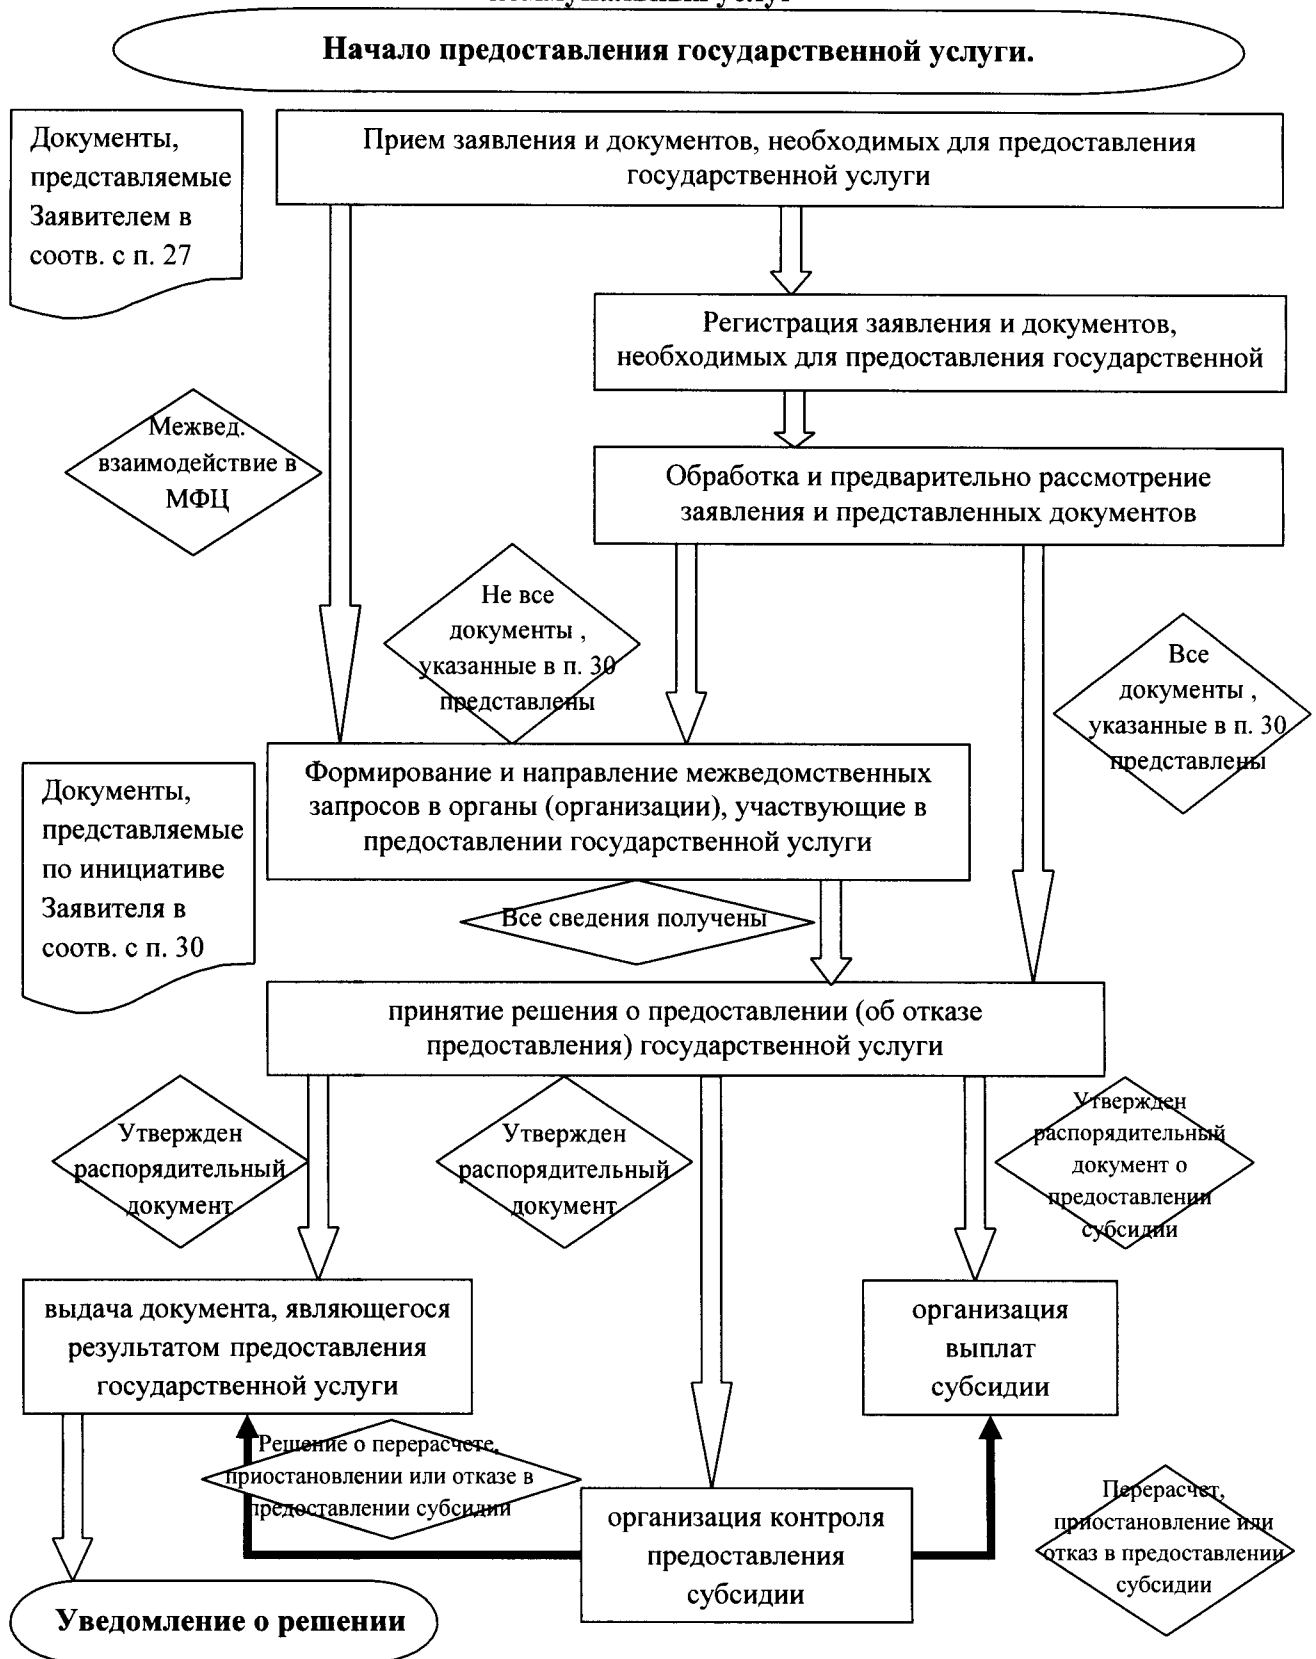 коммунальных услуг
Начало предоставления государственной услуги.
Документы,
представляемые
Заявителем в
соотв. с п. 27
Прием заявления и документов, необходимых для предоставления
государственной услуги
Регистрация заявления и документов,
необходимых для предоставления государственной
Межвед.
взаимодействие в
МФЦ
Обработка и предварительно рассмотрение
заявления и представленных документов
Не все
документы ,
указанные в п. 30
представлены
Все
документы ,
указанные в п. 30
представлены
Формирование и направление межведомственных
запросов в органы (организации), участвующие в
предоставлении государственной услуги
Документы,
представляемые
по инициативе
Заявителя в
соотв. с п. 30
Все сведения получены
принятие решения о предоставлении (об отказе
предоставления) государственной услуги
Утвержден
распорядительный
документ
Утвержден
распорядительный
документ
Утвержден
распорядительный
документ о
предоставлении
субсидии
выдача документа, являющегося
результатом предоставления
государственной услуги
организация
выплат
субсидии
Решение о перерасчете,
приостановлении или отказе в
предоставлении субсидии
организация контроля
предоставления
субсидии
Перерасчет,
приостановление или
отказ в предоставлении
субсидии
Уведомление о решении